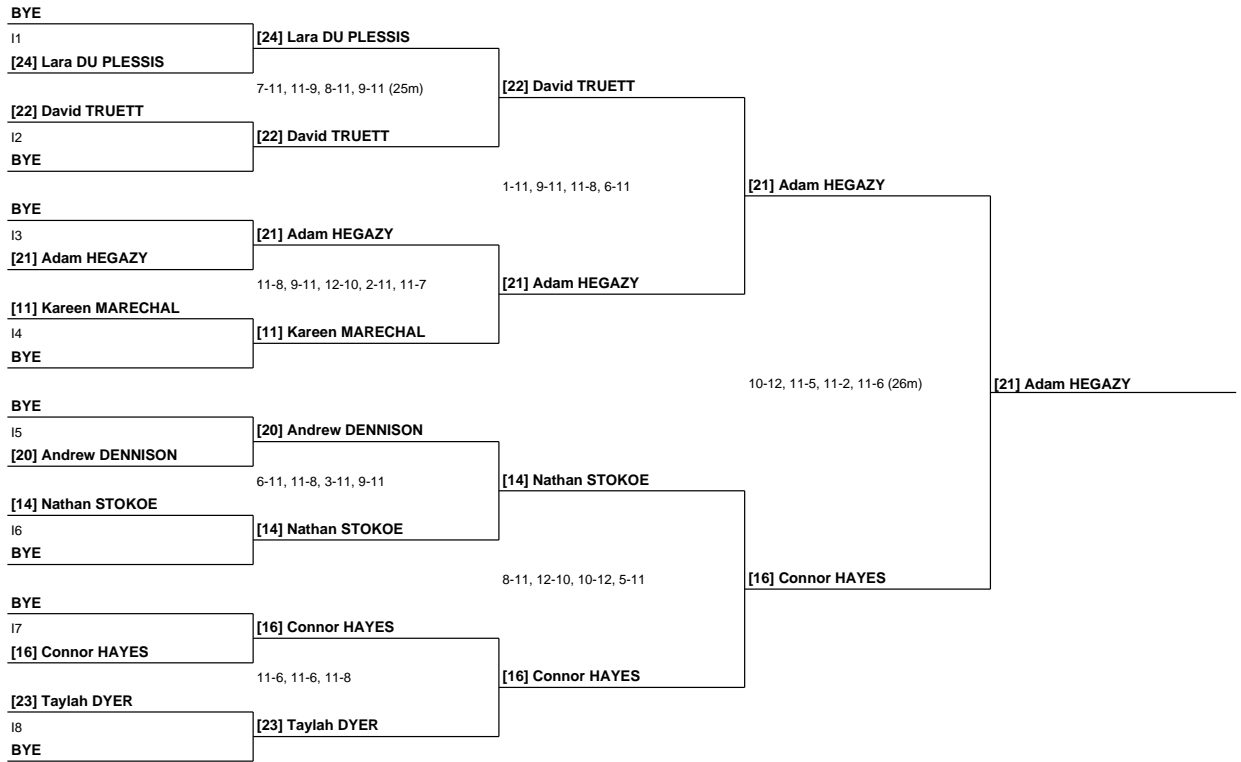 BYE
I1
[24] Lara DU PLESSIS
[22] David TRUETT
I2
BYE
BYE
I3
[21] Adam HEGAZY
[11] Kareen MARECHAL
I4
BYE
BYE
I5
[20] Andrew DENNISON
[14] Nathan STOKOE
I6
BYE
BYE
I7
[16] Connor HAYES
[23] Taylah DYER
I8
BYE
[24] Lara DU PLESSIS
7-11, 11-9, 8-11, 9-11 (25m)
[22] David TRUETT
[21] Adam HEGAZY
11-8, 9-11, 12-10, 2-11, 11-7
[11] Kareen MARECHAL
[20] Andrew DENNISON
6-11, 11-8, 3-11, 9-11
[14] Nathan STOKOE
[16] Connor HAYES
11-6, 11-6, 11-8
[23] Taylah DYER
[22] David TRUETT
1-11, 9-11, 11-8, 6-11
[21] Adam HEGAZY
[14] Nathan STOKOE
8-11, 12-10, 10-12, 5-11
[16] Connor HAYES
[21] Adam HEGAZY
10-12, 11-5, 11-2, 11-6 (26m)
[16] Connor HAYES
[21] Adam HEGAZY